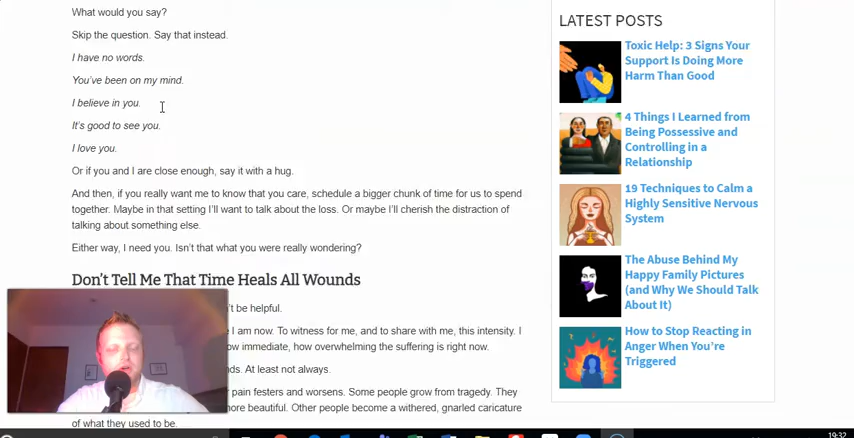 What would you say?
Skip the question. Say that instead.
I have no words.
You've been on my mind.
I believe in you.
It's good to see you.
I love you.
Or if you and I are close enough, say it with a hug.
And then, if you really want me to know that you care, schedule a bigger chunk of time for us to spend
together. Maybe in that setting I'll want to talk about the loss. Or maybe I'll cherish the distraction of
talking about something else.
Either way, I need you. Isn't that what you were really wondering?
Don't Tell Me That Time Heals All Wounds
't be helpful.
I am now. To witness for me, and to share with me, this intensity. I
ow immediate, how overwhelming the suffering is right now.
nds. At least not always.
pain festers and worsens. Some people grow from tragedy. They
more beautiful. Other people become a withered, gnarled caricature
of what they used to be.
LATEST POSTS
Toxic Help: 3 Signs Your
Support Is Doing More
Harm Than Good
4 Things I Learned from
Being Possessive and
Controlling in a
Relationship
19 Techniques to Calm a
Highly Sensitive Nervous
System
The Abuse Behind My
Happy Family Pictures
(and Why We Should Talk
About It)
How to Stop Reacting in
Anger When You're
Triggered
19:32